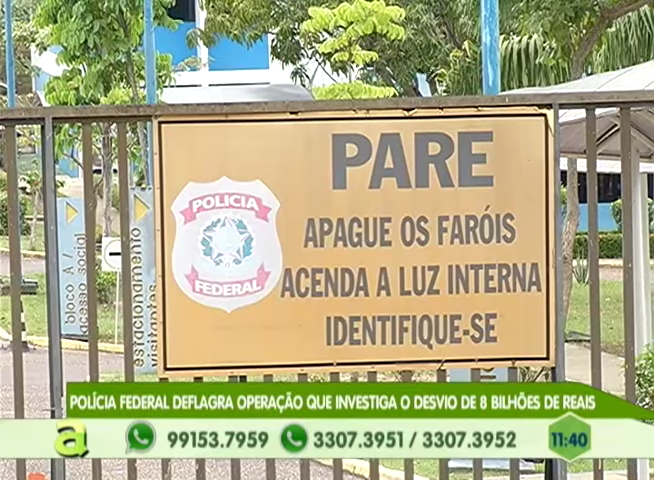 PARE
POLICIA
FEDERAL
APAGUE OS FARÓIS
ACENDA A LUZ INTERNA
IDENTIFIQUE-SE
bloco A /
acesso social
estacionamento
visitantes
POLÍCIA FEDERAL DEFLAGRA OPERAÇÃO QUE INVESTIGA O DESVIO DE 8 BILHÕES DE REAIS
a 99153.7959 3307.3951 / 3307.3952 11:40